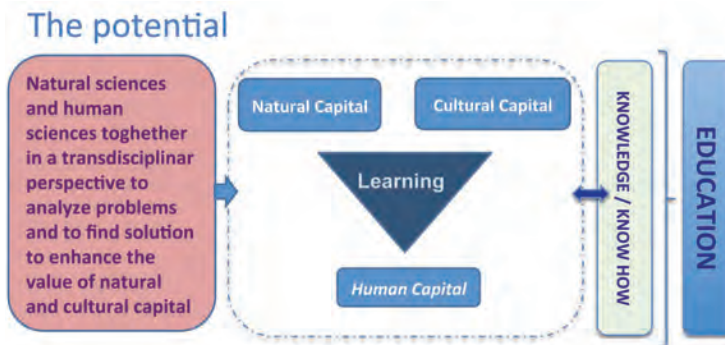 The potential
Natural sciences
and human
sciences toghether
in a transdisciplinar
perspective to
analyze problems
and to find solution
to enhance the
value of natural
and cultural capital
Natural Capital
Cultural Capital
Learning
Human Capital
KNOWLEDGE / KNOW HOW
EDUCATION